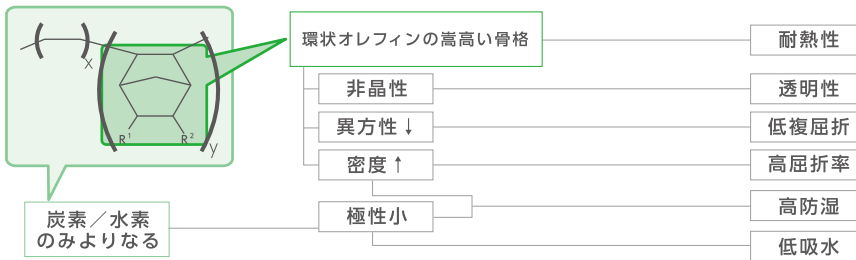 環状オレフィンの嵩高い骨格
耐熱性
x
R¹
R²
y
非晶性
透明性
異方性↓
低複屈折
密度↑
高屈折率
炭素／水素
のみよりなる
極性小
高防湿
低吸水